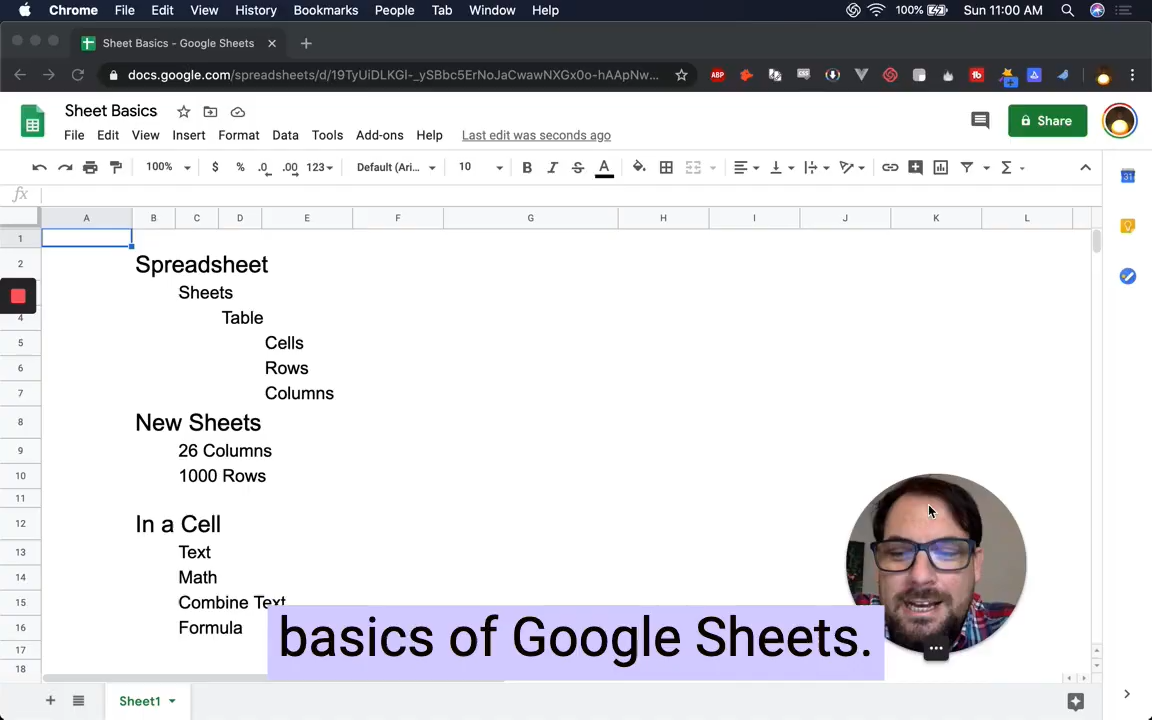 Chrome File Edit View History Bookmarks People Tab Window Help 100% Sun 11:00 AM
Sheet Basics - Google Sheets
docs.google.com/spreadsheets/d/19TyUiDLKGl-_ySBbc5ErNoJaCwawNXGx0o-hAApNw... ABP
Sheet Basics
File Edit View Insert Format Data Tools Add-ons Help Last edit was seconds ago Share
100% $ % .0 .00 123 Default (Ari... 10 B I S A
fx
A B C D E F G H I J K L
1
2 Spreadsheet
Sheets
4 Table
5 Cells
6 Rows
7 Columns
8 New Sheets
9 26 Columns
10 1000 Rows
11
12 In a Cell
13 Text
14 Math
15 Combine Text
16 Formula
17
18
basics of Google Sheets.
Sheet1
31